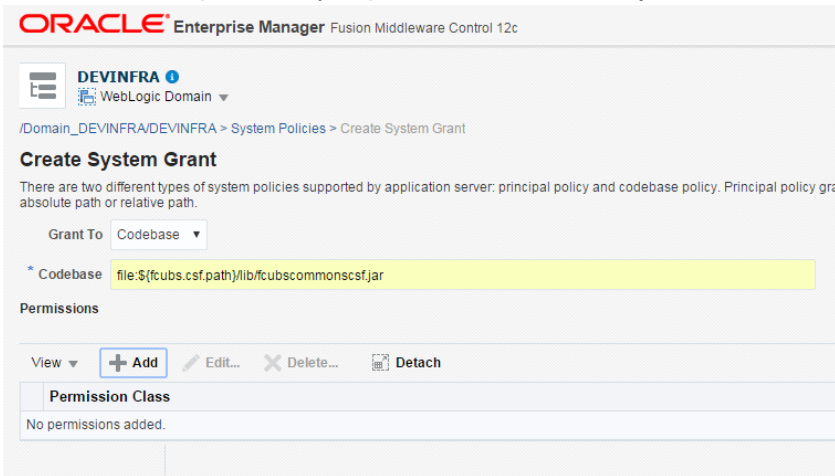 ORACLE Enterprise Manager Fusion Middleware Control 12c
DEVINFRA
WebLogic Domain
/Domain_DEVINFRA/DEVINFRA > System Policies > Create System Grant
Create System Grant
There are two different types of system policies supported by application server: principal policy and codebase policy. Principal policy gra
absolute path or relative path.
Grant To Codebase
* Codebase file:${fcubs.csf.path}/lib/fcubscommonscsf.jar
Permissions
View Add Edit... Delete... Detach
Permission Class
No permissions added.